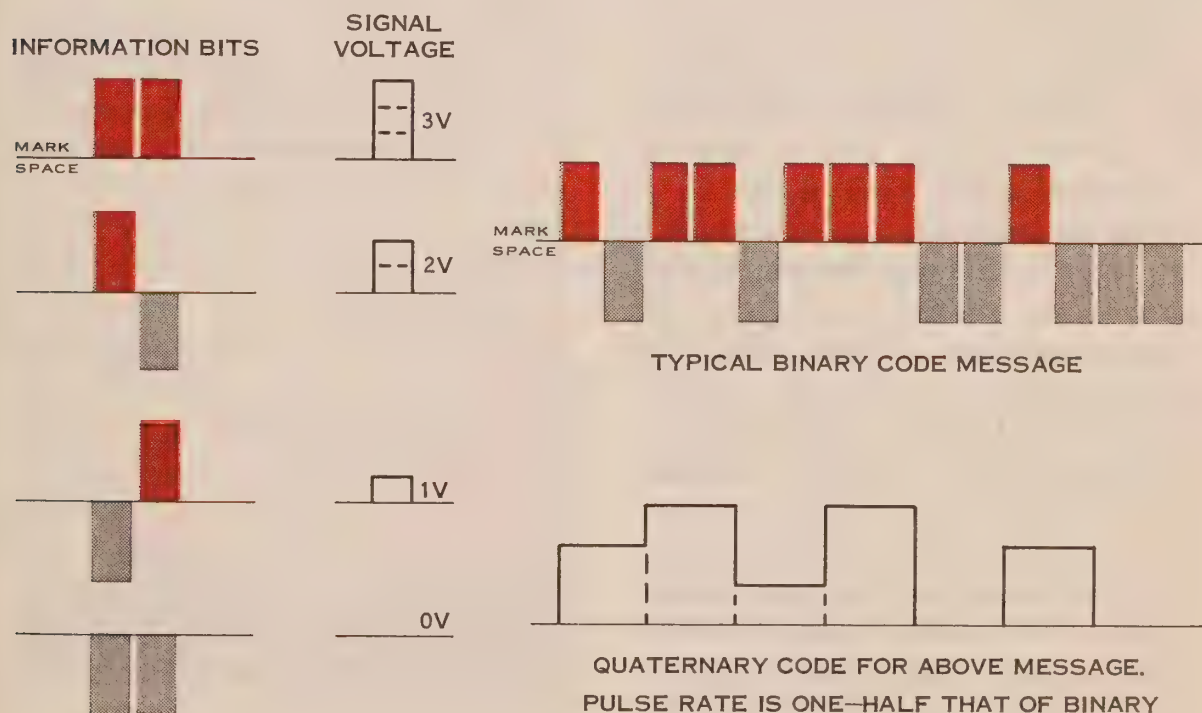 INFORMATION BITS
SIGNAL
VOLTAGE
MARK
SPACE
3V
2V
1V
0V
MARK
SPACE
TYPICAL BINARY CODE MESSAGE
QUATERNARY CODE FOR ABOVE MESSAGE.
PULSE RATE IS ONE—HALF THAT OF BINARY